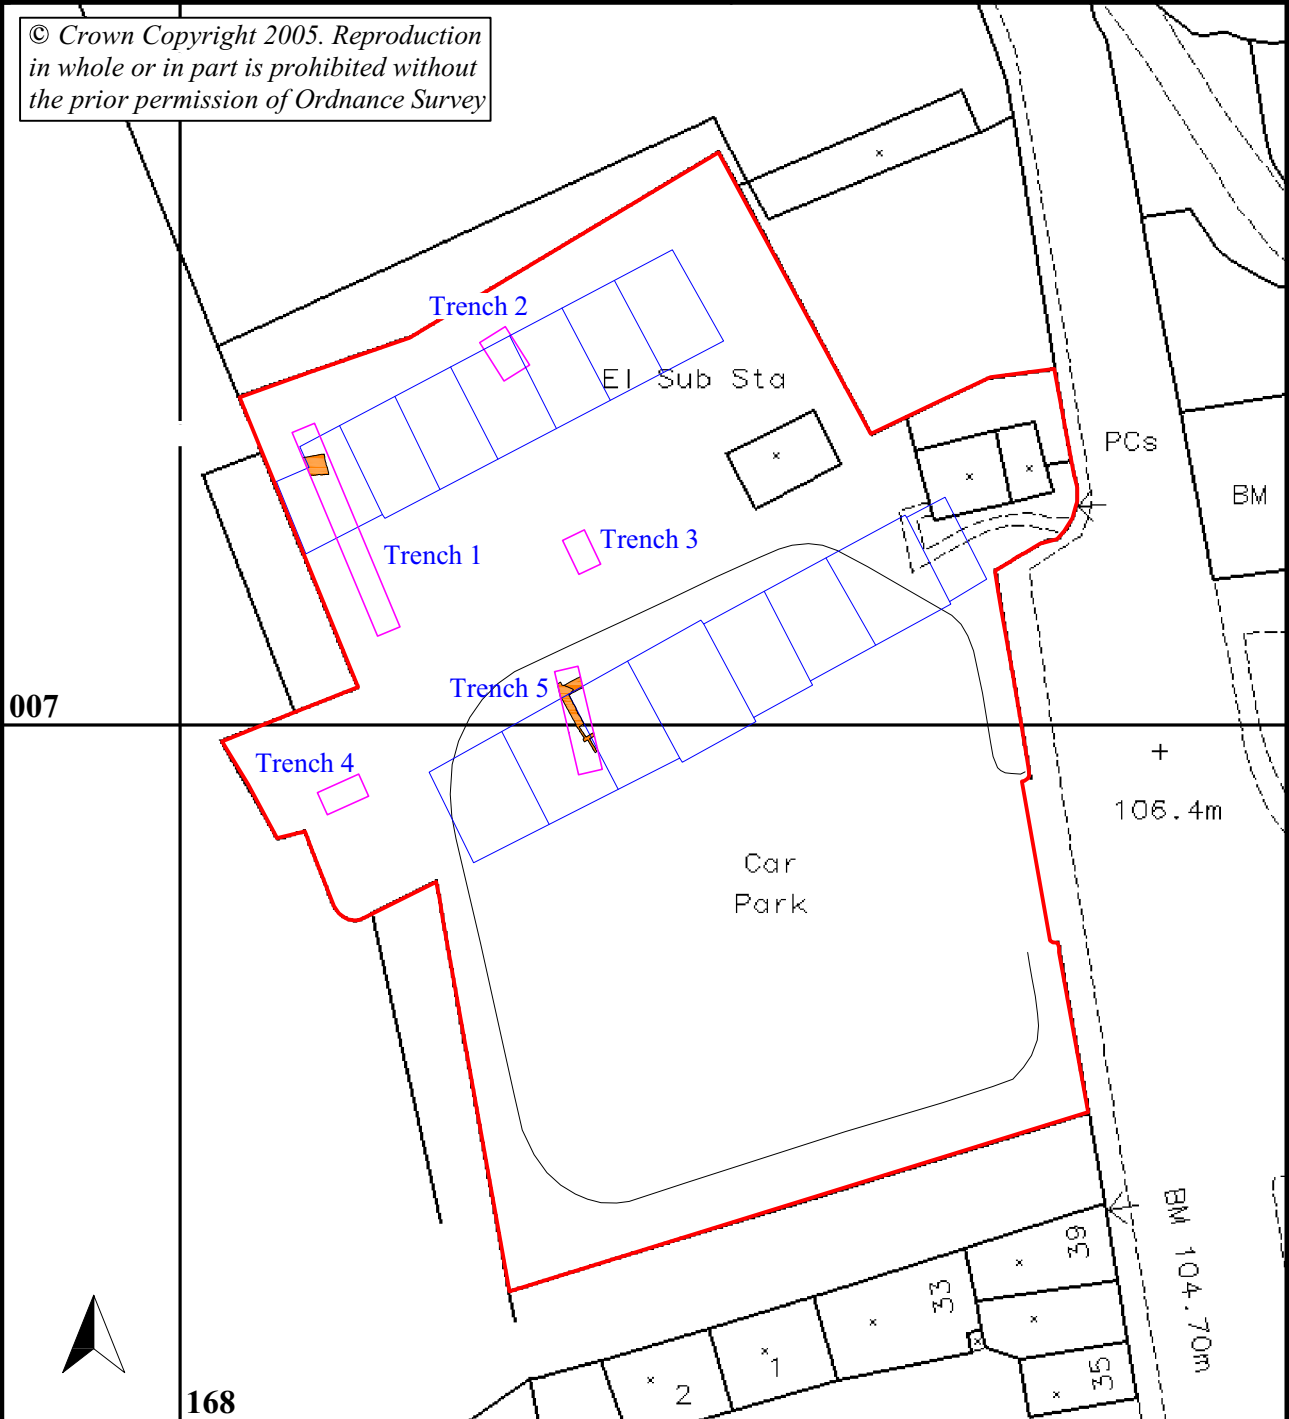 © Crown Copyright 2005. Reproduction
in whole or in part is prohibited without
the prior permission of Ordnance Survey
Trench 2
El Sub Sta
PCs
BM
Trench 3
Trench 1
Trench 5
007
Trench 4
106.4m
Car
Park
BM 104.70m
39
33
35
1
2
168